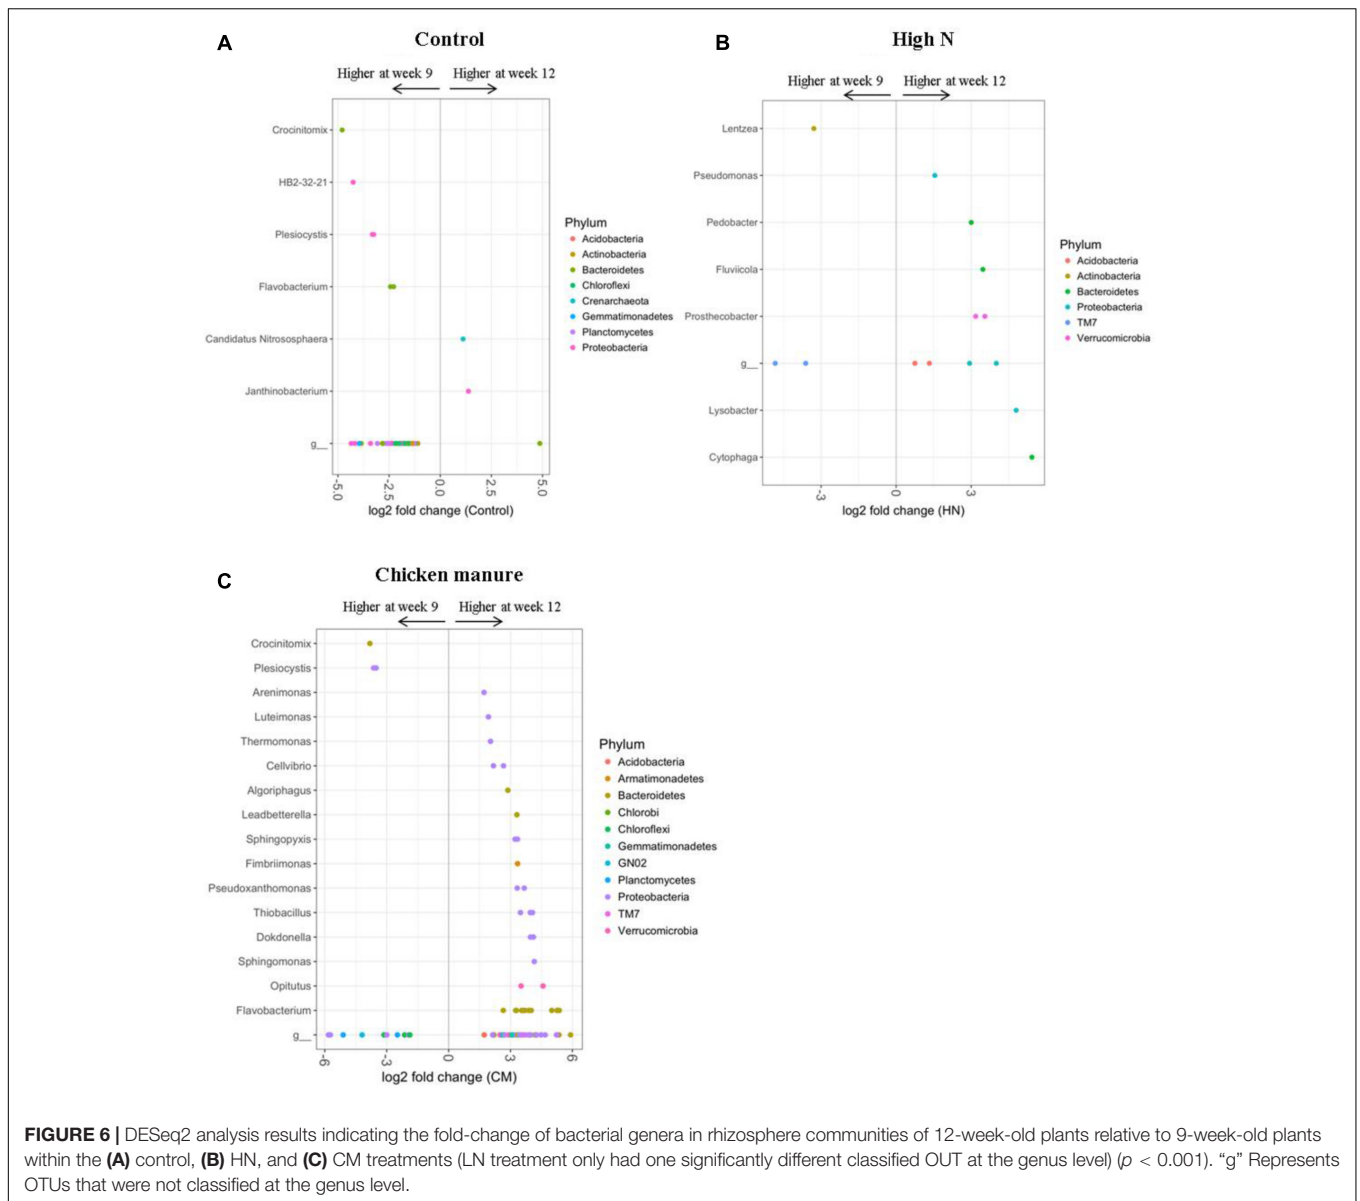 A
Control
Higher at week 9
Higher at week 12
Crocinitomix
HB2-32-21
Plesiocystis
Flavobacterium
Candidatus Nitrososphaera
Janthinobacterium
g__
-5.0
-2.5
0.0
2.5
5.0
log2 fold change (Control)
Phylum
Acidobacteria
Actinobacteria
Bacteroidetes
Chloroflexi
Crenarchaeota
Gemmatimonadetes
Planctomycetes
Proteobacteria
B
High N
Higher at week 9
Higher at week 12
Lentzea
Pseudomonas
Pedobacter
Fluviicola
Prosthecobacter
g__
Lysobacter
Cytophaga
-3
0
3
log2 fold change (HN)
Phylum
Acidobacteria
Actinobacteria
Bacteroidetes
Proteobacteria
TM7
Verrucomicrobia
C
Chicken manure
Higher at week 9
Higher at week 12
Crocinitomix
Plesiocystis
Arenimonas
Luteimonas
Thermomonas
Cellvibrio
Algoriphagus
Leadbetterella
Sphingopyxis
Fimbriimonas
Pseudoxanthomonas
Thiobacillus
Dokdonella
Sphingomonas
Opitutus
Flavobacterium
g__
-6
-3
0
3
6
log2 fold change (CM)
Phylum
Acidobacteria
Armatimonadetes
Bacteroidetes
Chlorobi
Chloroflexi
Gemmatimonadetes
GN02
Planctomycetes
Proteobacteria
TM7
Verrucomicrobia
FIGURE 6 | DESeq2 analysis results indicating the fold-change of bacterial genera in rhizosphere communities of 12-week-old plants relative to 9-week-old plants
within the (A) control, (B) HN, and (C) CM treatments (LN treatment only had one significantly different classified OUT at the genus level) (p < 0.001). “g” Represents
OTUs that were not classified at the genus level.